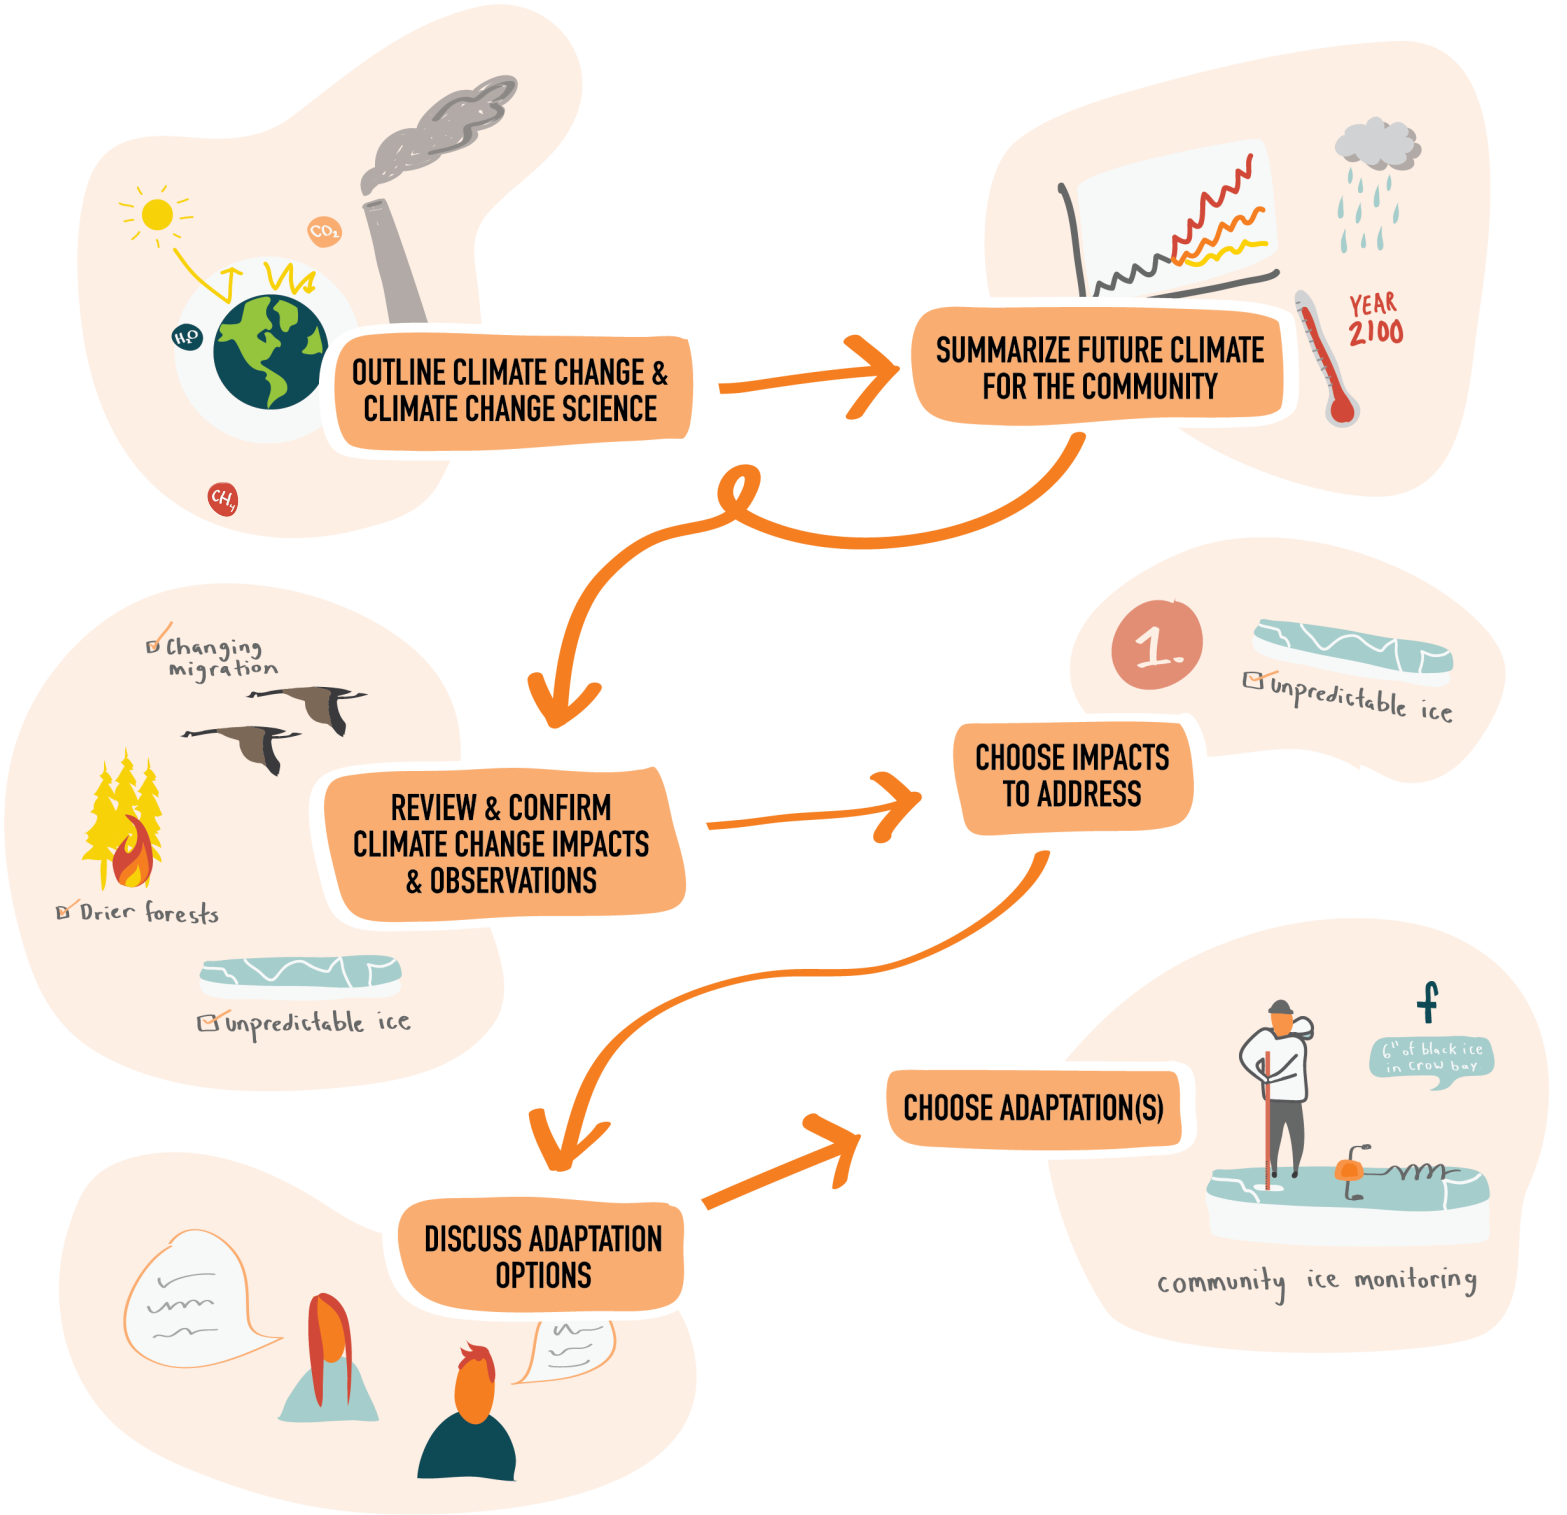 CO₂
H₂O
CH₄
OUTLINE CLIMATE CHANGE &
CLIMATE CHANGE SCIENCE
YEAR
2100
SUMMARIZE FUTURE CLIMATE
FOR THE COMMUNITY
Changing
migration
Drier forests
unpredictable ice
REVIEW & CONFIRM
CLIMATE CHANGE IMPACTS
& OBSERVATIONS
1.
unpredictable ice
CHOOSE IMPACTS
TO ADDRESS
DISCUSS ADAPTATION
OPTIONS
CHOOSE ADAPTATION(S)
f
6" of black ice
in crow bay
community ice monitoring